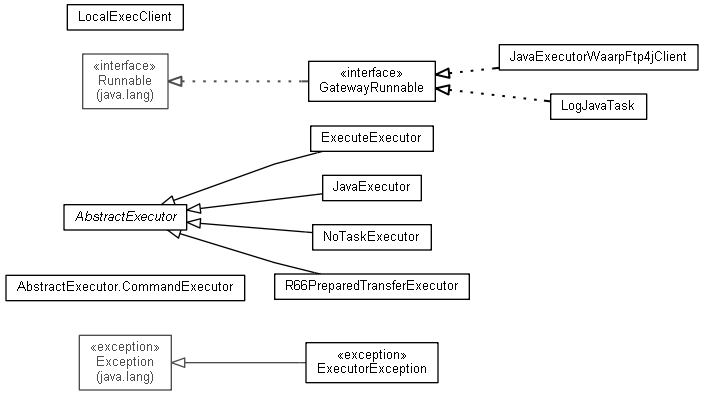 LocalExecClient
«interface»
Runnable
(java.lang)
«interface»
GatewayRunnable
JavaExecutorWaarpFtp4jClient
LogJavaTask
ExecuteExecutor
JavaExecutor
AbstractExecutor
NoTaskExecutor
AbstractExecutor.CommandExecutor
R66PreparedTransferExecutor
«exception»
Exception
(java.lang)
«exception»
ExecutorException